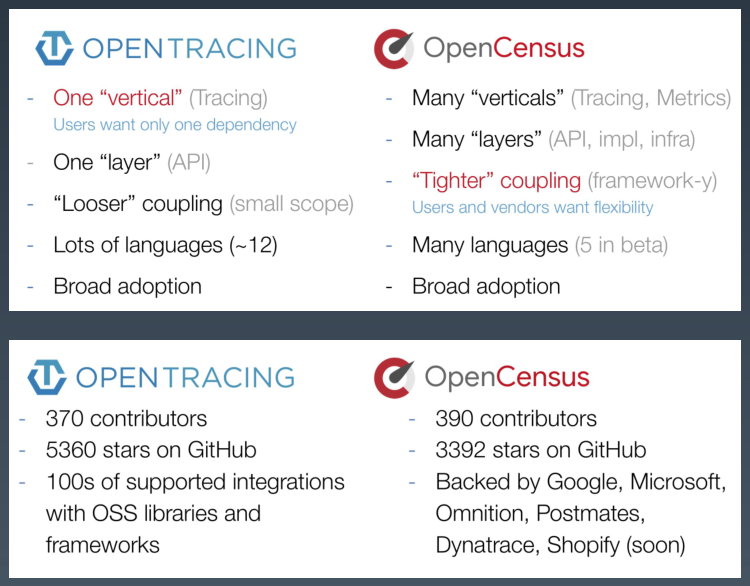 OPENTRACING
- One “vertical” (Tracing)
Users want only one dependency
- One “layer” (API)
- “Looser” coupling (small scope)
- Lots of languages (~12)
- Broad adoption
OpenCensus
- Many “verticals” (Tracing, Metrics)
- Many “layers” (API, impl, infra)
- “Tighter” coupling (framework-y)
Users and vendors want flexibility
- Many languages (5 in beta)
- Broad adoption
OPENTRACING
- 370 contributors
- 5360 stars on GitHub
- 100s of supported integrations
with OSS libraries and
frameworks
OpenCensus
- 390 contributors
- 3392 stars on GitHub
- Backed by Google, Microsoft,
Omnition, Postmates,
Dynatrace, Shopify (soon)